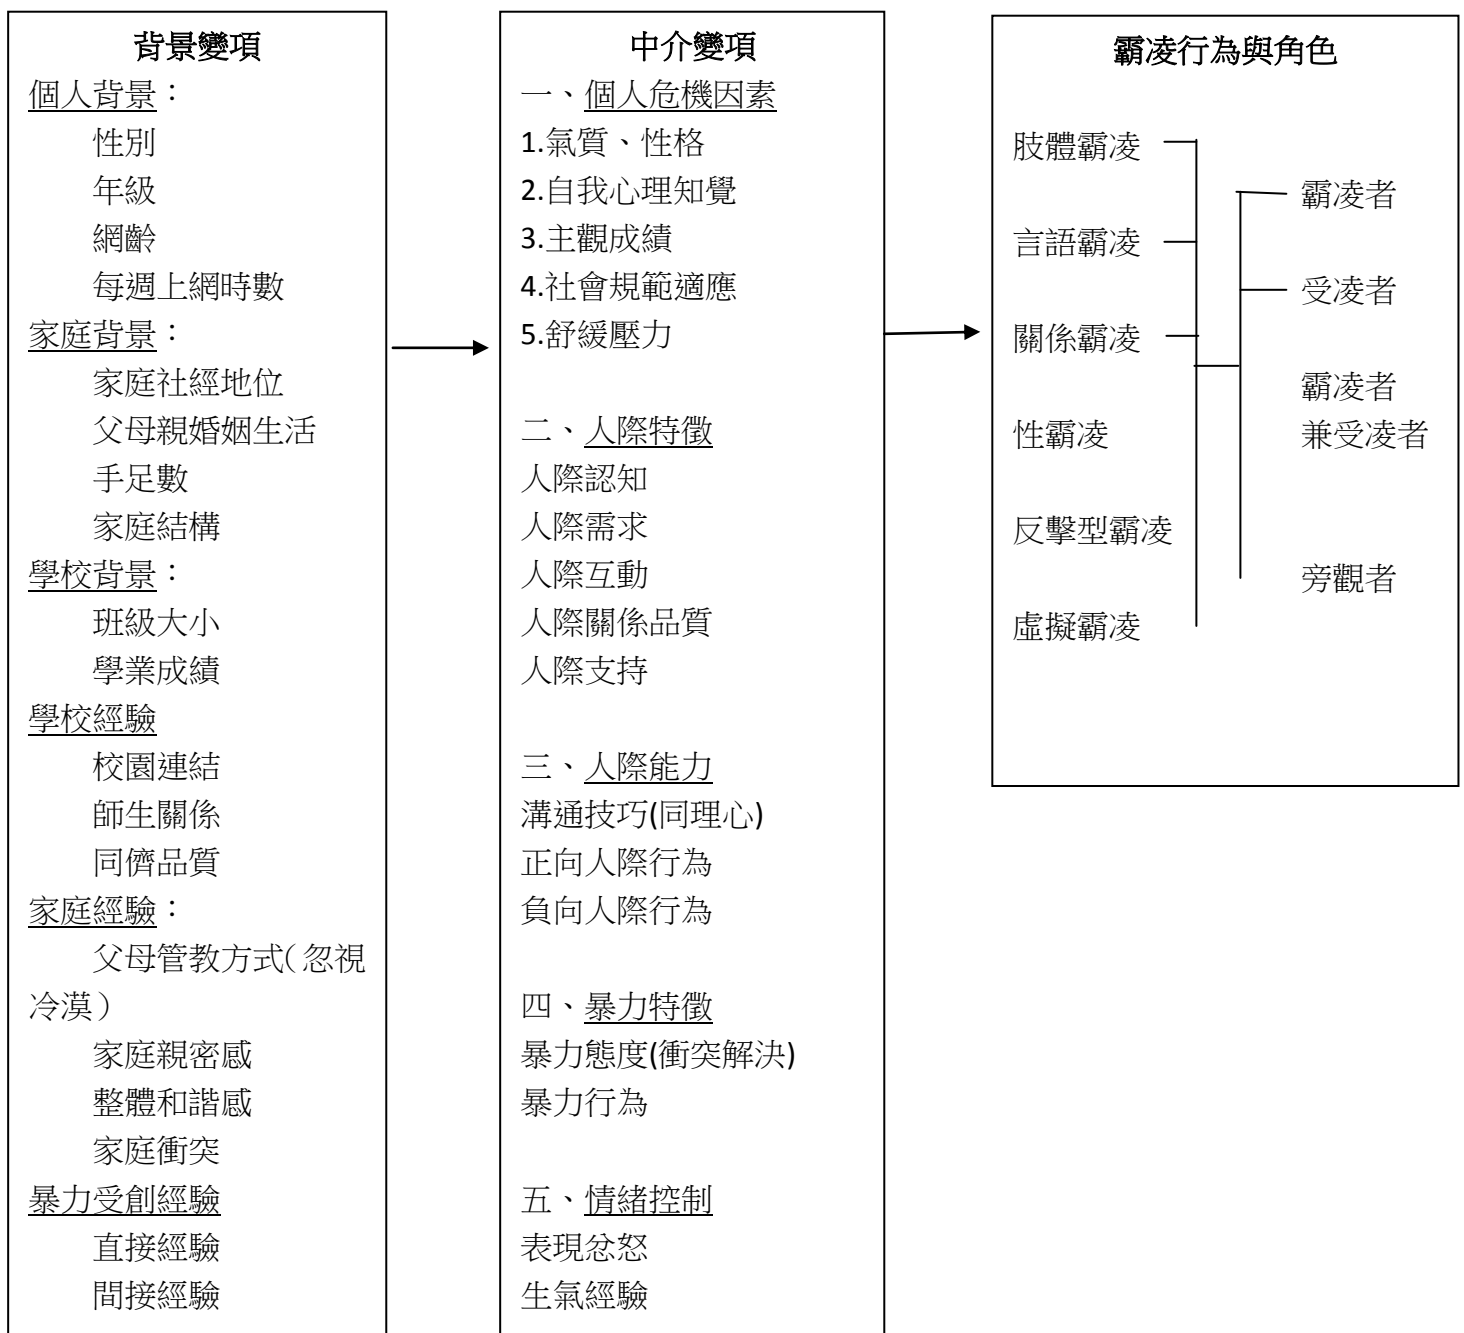 背景變項
個人背景：
性別
年級
網齡
每週上網時數
家庭背景：
家庭社經地位
父母親婚姻生活
手足數
家庭結構
學校背景：
班級大小
學業成績
學校經驗
校園連結
師生關係
同儕品質
家庭經驗：
父母管教方式(忽視
冷漠)
家庭親密感
整體和諧感
家庭衝突
暴力受創經驗
直接經驗
間接經驗
中介變項
一、個人危機因素
1.氣質、性格
2.自我心理知覺
3.主觀成績
4.社會規範適應
5.舒緩壓力
二、人際特徵
人際認知
人際需求
人際互動
人際關係品質
人際支持
三、人際能力
溝通技巧(同理心)
正向人際行為
負向人際行為
四、暴力特徵
暴力態度(衝突解決)
暴力行為
五、情緒控制
表現忿怒
生氣經驗
霸凌行為與角色
肢體霸凌
言語霸凌
關係霸凌
性霸凌
反擊型霸凌
虛擬霸凌
霸凌者
受凌者
霸凌者
兼受凌者
旁觀者